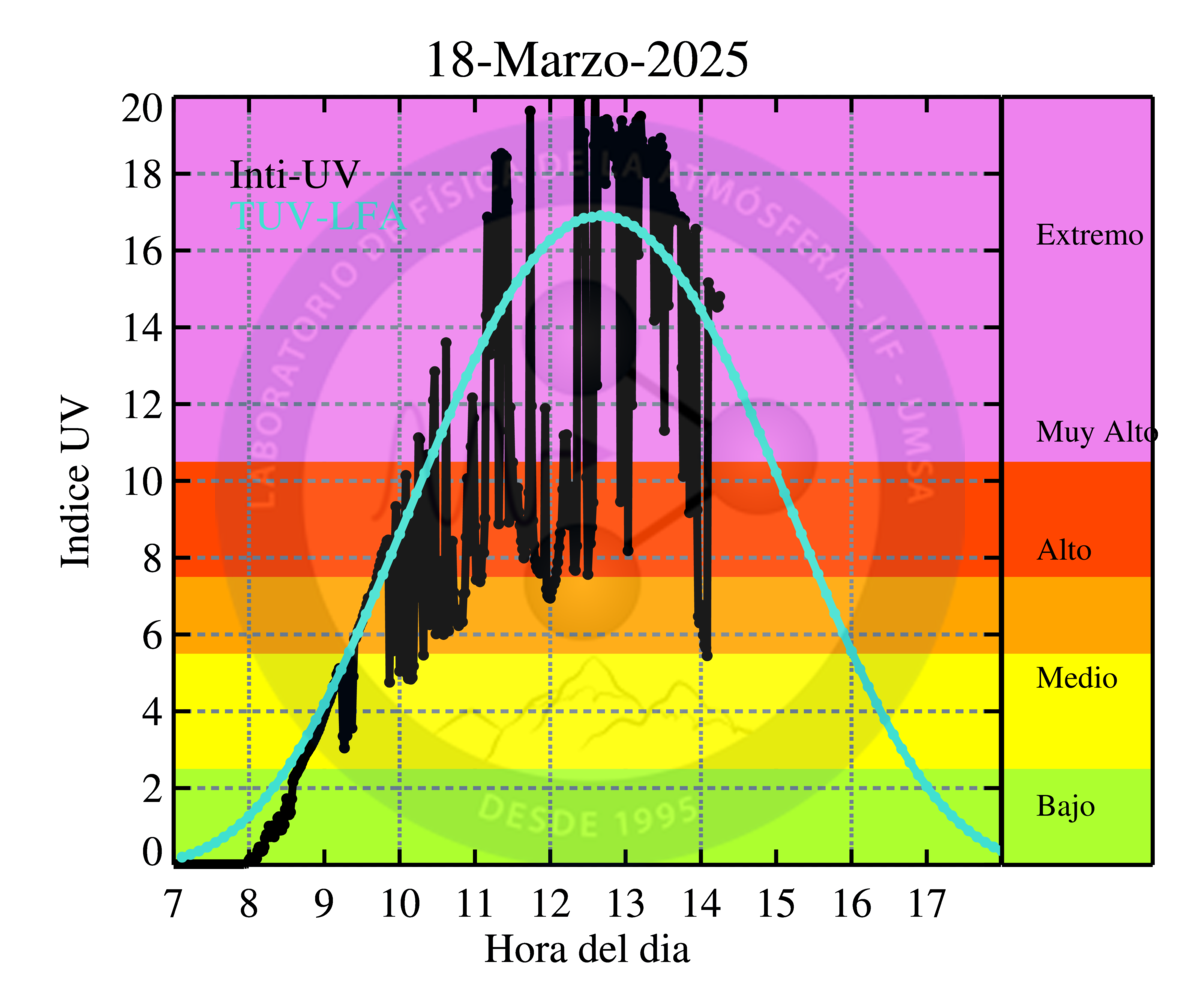 18-Marzo-2025
20
18
16
14
12
10
8
6
4
2
0
Indice UV
Inti-UV
TUV-LFA
LABORATORIO DE FÍSICA DE LA ATMÓSFERA - IIF - UMSA
DESDE 1995
Extremo
Muy Alto
Alto
Medio
Bajo
7 8 9 10 11 12 13 14 15 16 17
Hora del dia